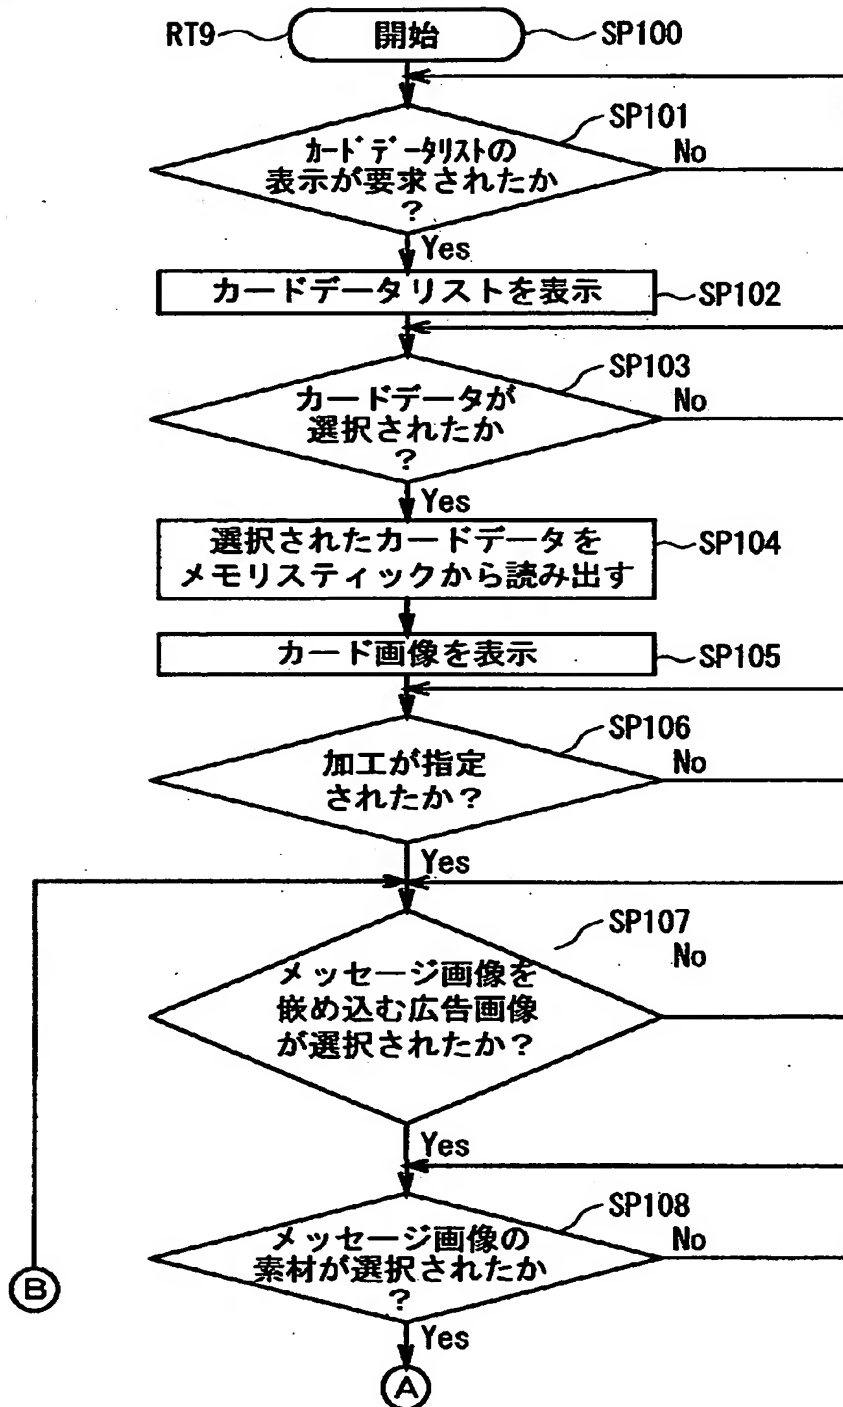 RT9 開始 SP100
SP101
カードデータリストの
表示が要求されたか
?
No
Yes
カードデータリストを表示 SP102
SP103
カードデータが
選択されたか
?
No
Yes
選択されたカードデータを
メモリスティックから読み出す
SP104
カード画像を表示 SP105
SP106
加工が指定
されたか?
No
Yes
SP107
メッセージ画像を
嵌め込む広告画像
が選択されたか?
No
Yes
SP108
メッセージ画像の
素材が選択されたか
?
No
B
Yes
A